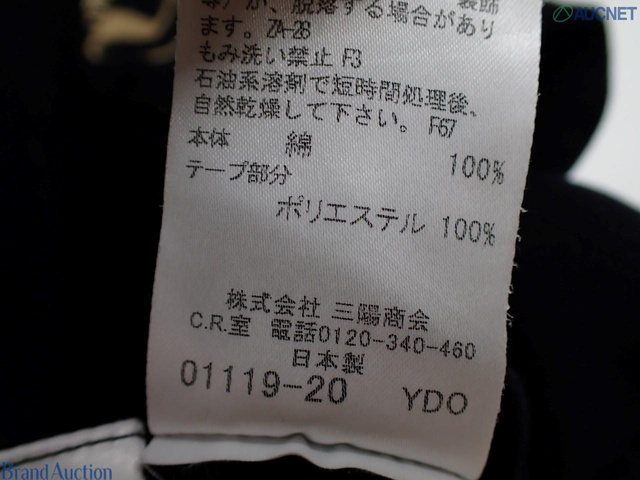 AUCNET
等)が、脱落する場合があり
ます。ZA-2B
もみ洗い禁止 F3
石油系溶剤で短時間処理後、
自然乾燥して下さい。 F67
本体 綿 100%
テープ部分
ポリエステル 100%
株式会社 三陽商会
C.R.室 電話0120-340-460
日本製
01119-20 YDO
Brand Auction